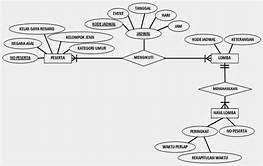 TANGGAL
EVENT
HARI
KODE JADWAL
JADWAL
JAM
KELAS GAYA RENANG
KELOMPOK JENIS
NEGARA ASAL
KATEGORI UMUR
NO PESERTA
PESERTA
MENGIKUTI
KODE JADWAL
KETERANGAN
LOMBA
MENGHASILKAN
HASIL LOMBA
PERINGKAT
NO PESERTA
WAKTU PERLAP
REKAPITULASI WAKTU